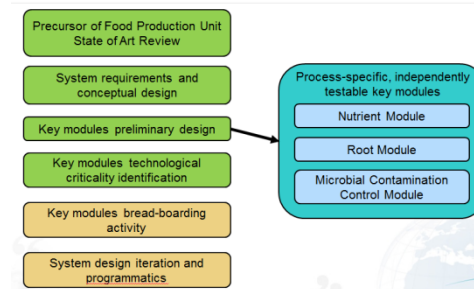 Precursor of Food Production Unit
State of Art Review
System requirements and
conceptual design
Key modules preliminary design
Key modules technological
criticality identification
Key modules bread-boarding
activity
System design iteration and
programmatics
Process-specific, independently
testable key modules
Nutrient Module
Root Module
Microbial Contamination
Control Module